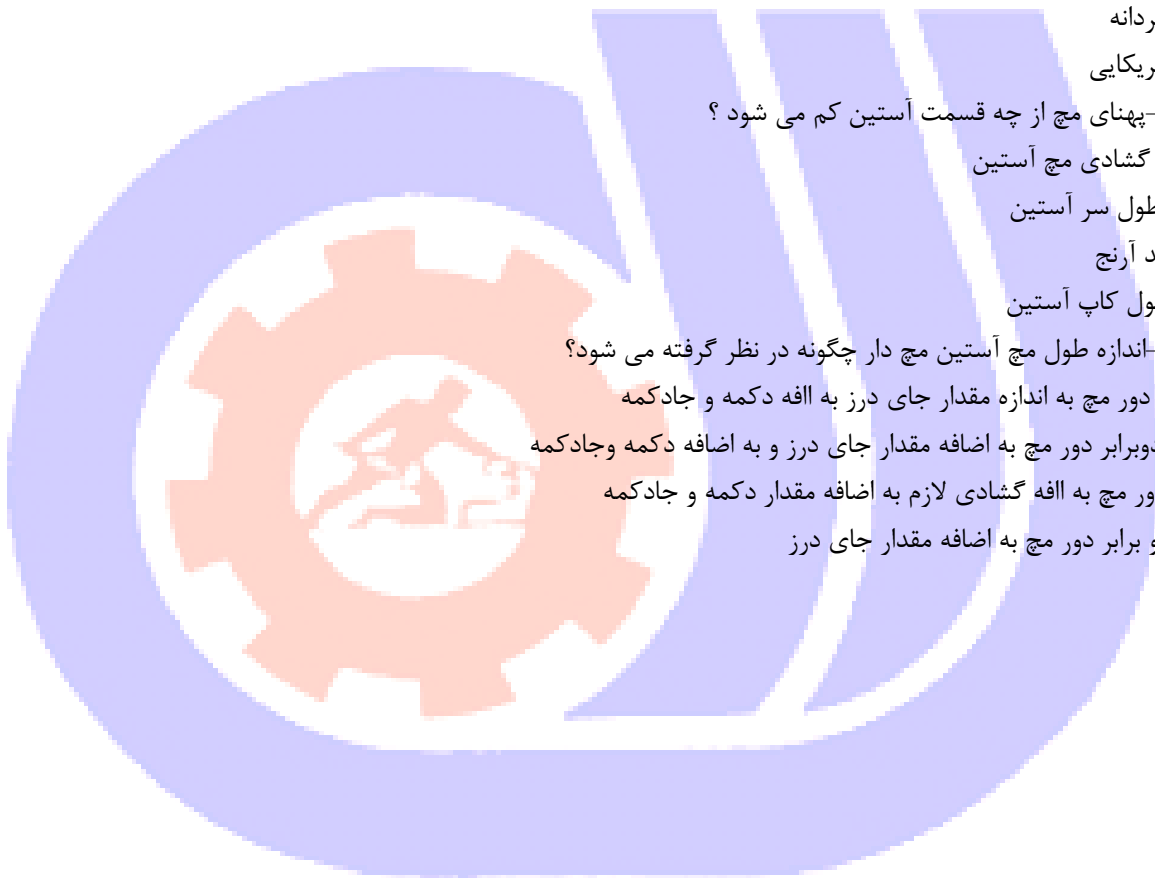 ردانه
ریکایی
-پهنای مچ از چه قسمت آستین کم می شود ؟
گشادی مچ آستین
طول سر آستین
د آرنج
ول کاپ آستین
-اندازه طول مچ آستین مچ دار چگونه در نظر گرفته می شود؟
دور مچ به اندازه مقدار جای درز به اافه دکمه و جادکمه
دوبرابر دور مچ به اضافه مقدار جای درز و به اضافه دکمه وجادکمه
ور مچ به اافه گشادی لازم به اضافه مقدار دکمه و جادکمه
و برابر دور مچ به اضافه مقدار جای درز